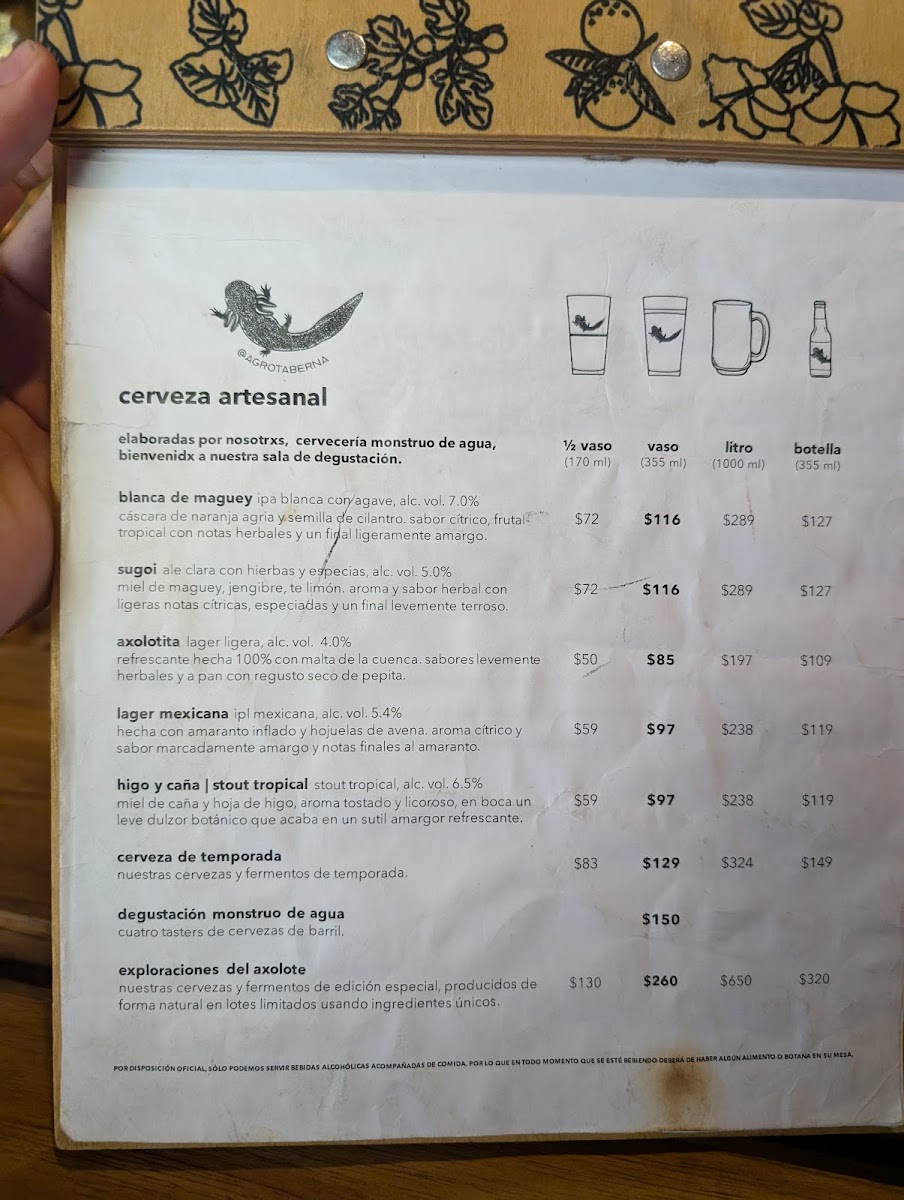 @AGROTABERNA
cerveza artesanal
elaboradas por nosotrxs, cervecería monstruo de agua,
bienvenidx a nuestra sala de degustación.
½ vaso vaso litro botella
(170 ml) (355 ml) (1000 ml) (355 ml)
blanca de maguey ipa blanca con agave, alc. vol. 7.0%
cáscara de naranja agria y semilla de cilantro. sabor cítrico, frutal-
tropical con notas herbales y un final ligeramente amargo.
$72 $116 $289 $127
sugoi ale clara con hierbas y especias, alc. vol. 5.0%
miel de maguey, jengibre, te limón. aroma y sabor herbal con
ligeras notas cítricas, especiadas y un final levemente terroso.
$72 $116 $289 $127
axolotita lager ligera, alc. vol. 4.0%
refrescante hecha 100% con malta de la cuenca. sabores levemente
herbales y a pan con regusto seco de pepita.
$50 $85 $197 $109
lager mexicana ipl mexicana, alc. vol. 5.4%
hecha con amaranto inflado y hojuelas de avena. aroma cítrico y
sabor marcadamente amargo y notas finales al amaranto.
$59 $97 $238 $119
higo y caña | stout tropical stout tropical, alc. vol. 6.5%
miel de caña y hoja de higo, aroma tostado y licoroso, en boca un
leve dulzor botánico que acaba en un sutil amargor refrescante.
$59 $97 $238 $119
cerveza de temporada
nuestras cervezas y fermentos de temporada.
$83 $129 $324 $149
degustación monstruo de agua
cuatro tasters de cervezas de barril.
$150
exploraciones del axolote
nuestras cervezas y fermentos de edición especial, producidos de
forma natural en lotes limitados usando ingredientes únicos.
$130 $260 $650 $320
POR DISPOSICIÓN OFICIAL, SÓLO PODEMOS SERVIR BEBIDAS ALCOHÓLICAS ACOMPAÑADAS DE COMIDA, POR LO QUE EN TODO MOMENTO QUE SE ESTÉ BEBIENDO DEBERÁ DE HABER ALGÚN ALIMENTO O BOTANA EN SU MESA.